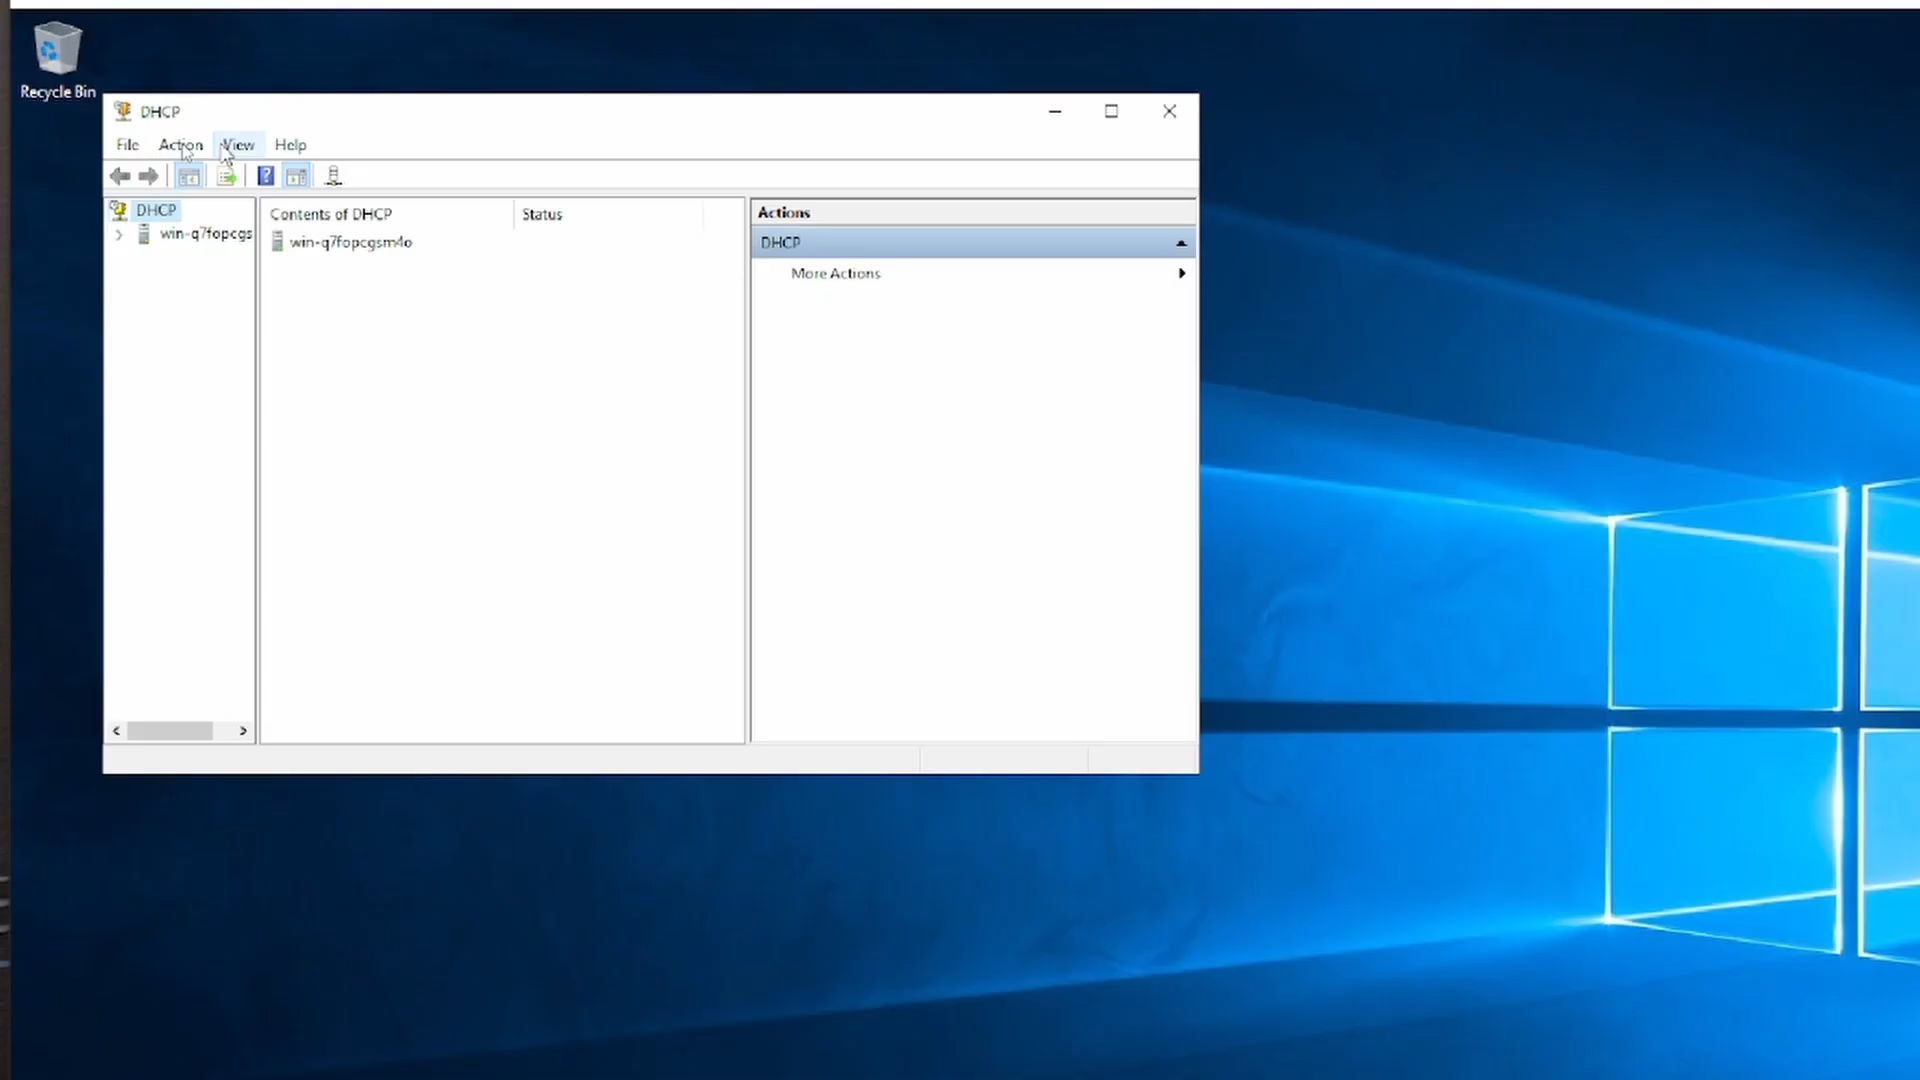 Recycle Bin
DHCP
File Action View Help
DHCP
win-q7fopcgs
Contents of DHCP Status
win-q7fopcgsm4o
Actions
DHCP
More Actions